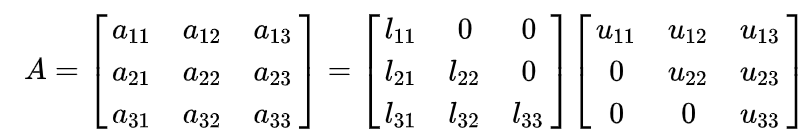 A = [ a₁₁ a₁₂ a₁₃ ; a₂₁ a₂₂ a₂₃ ; a₃₁ a₃₂ a₃₃ ] = [ l₁₁ 0 0 ; l₂₁ l₂₂ 0 ; l₃₁ l₃₂ l₃₃ ] [ u₁₁ u₁₂ u₁₃ ; 0 u₂₂ u₂₃ ; 0 0 u₃₃ ]